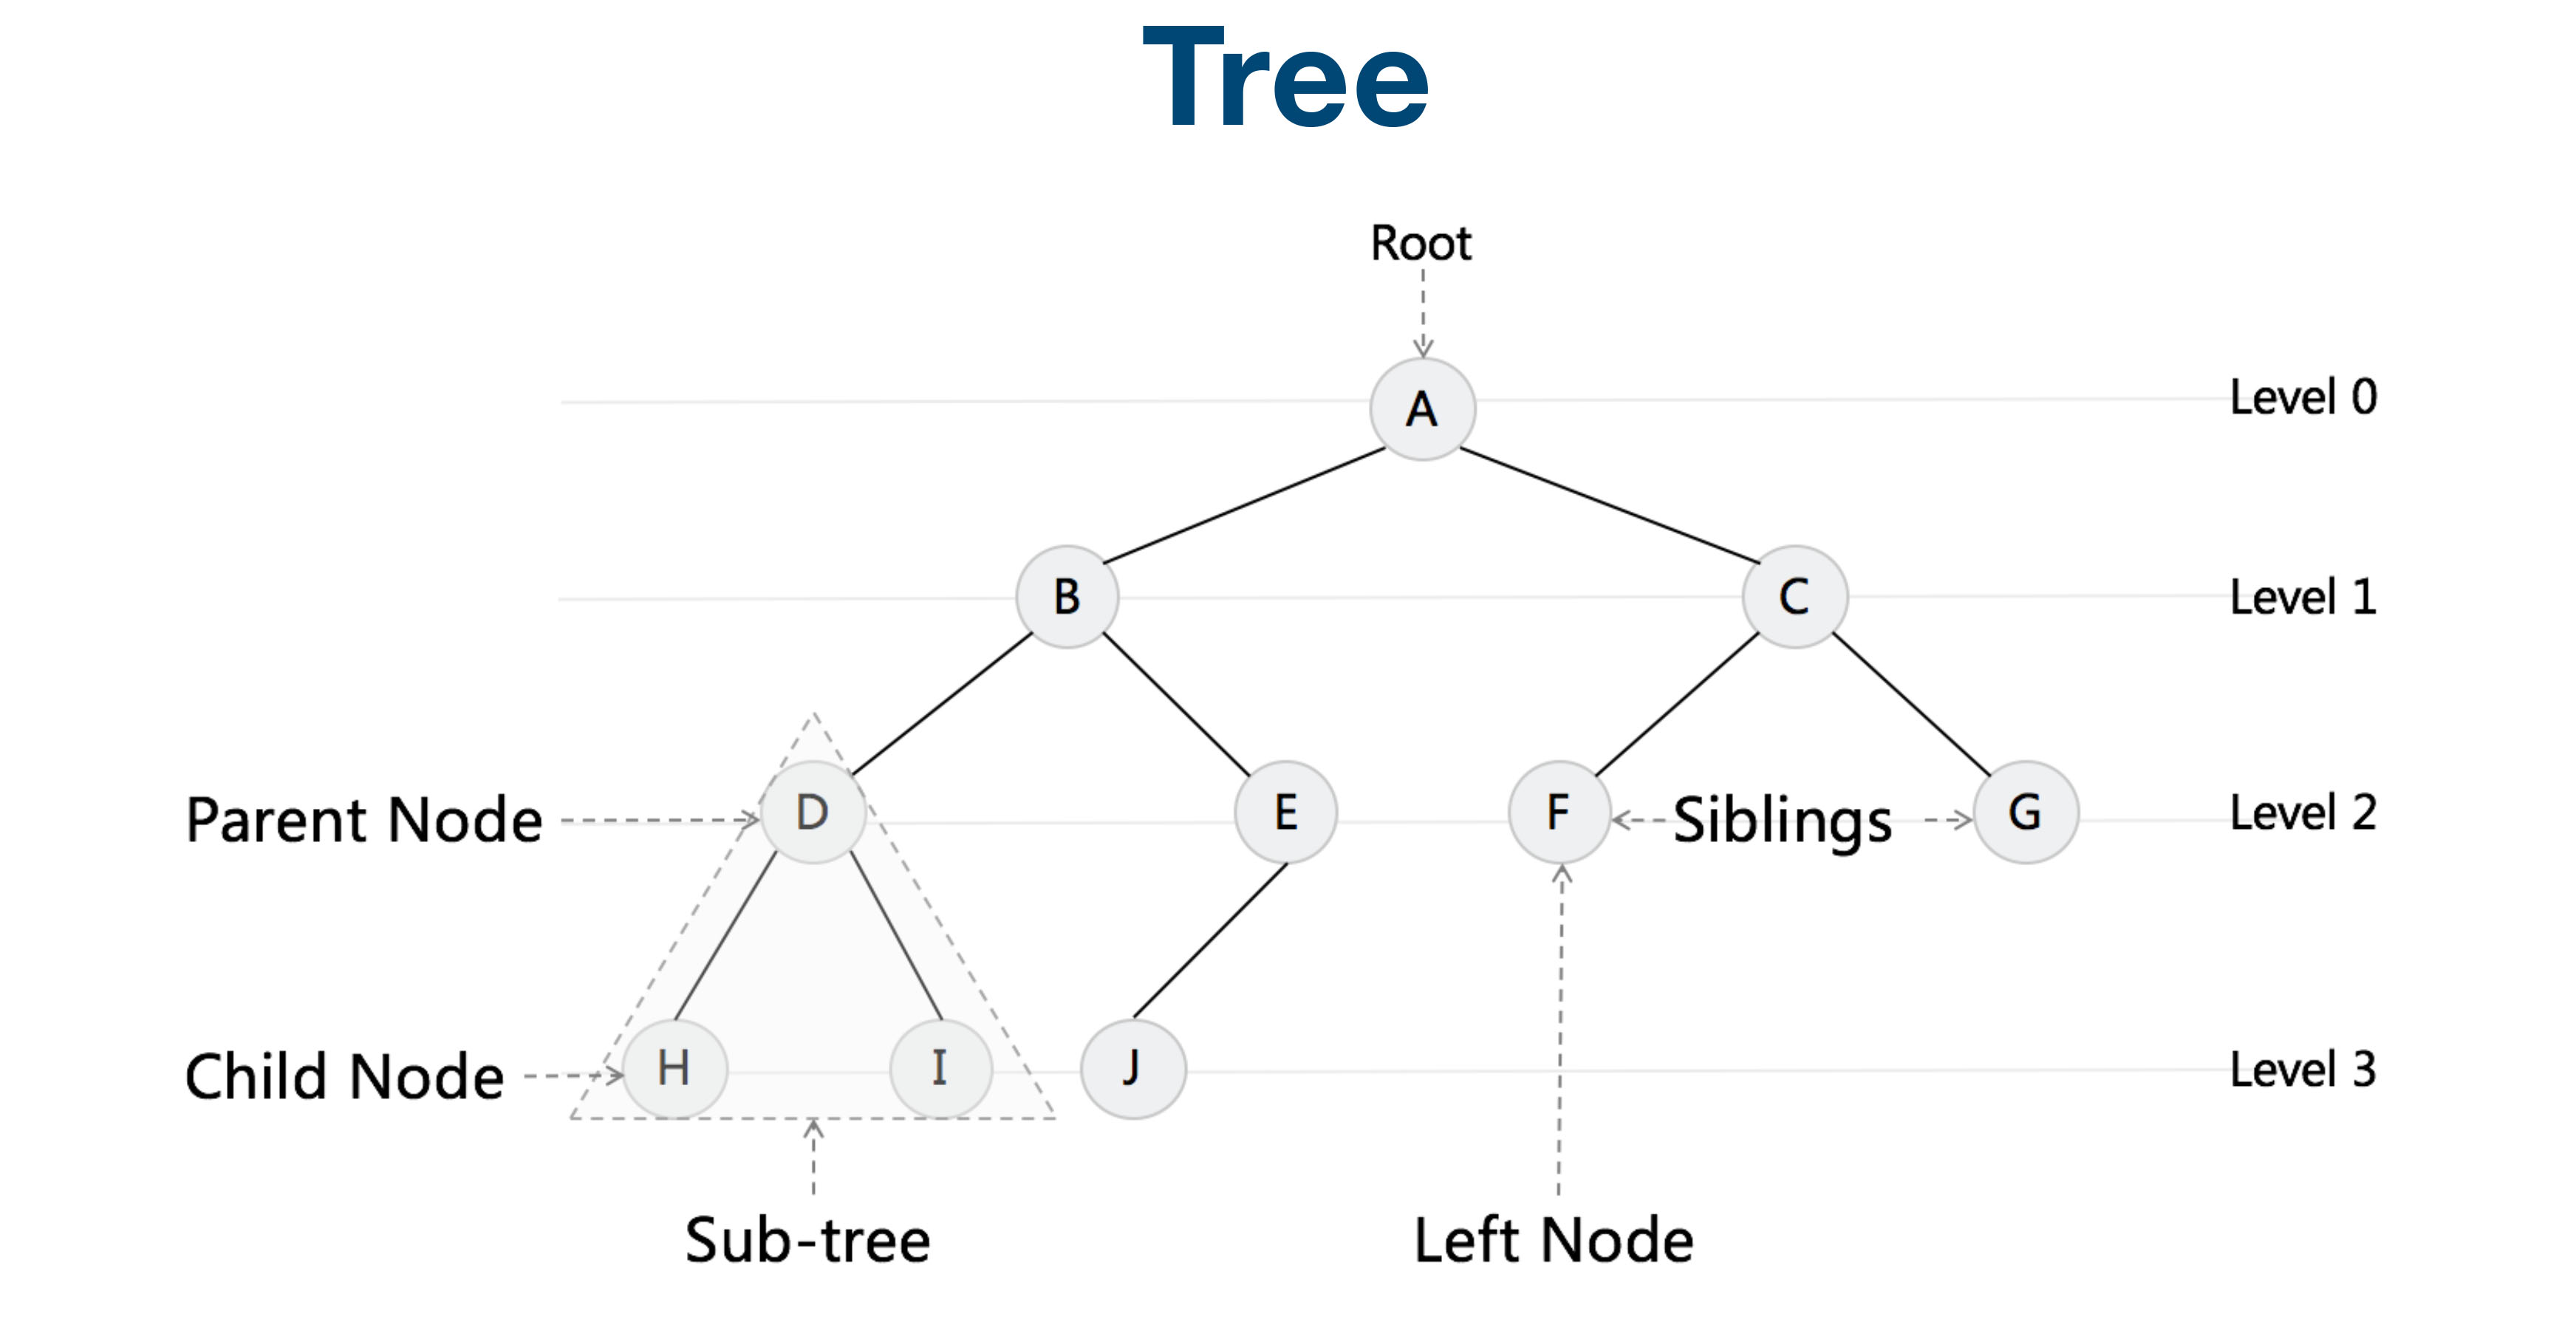 Tree
Root
A
Level 0
B
C
Level 1
Parent Node
D
E
F
Siblings
G
Level 2
Child Node
H
I
J
Level 3
Sub-tree
Left Node